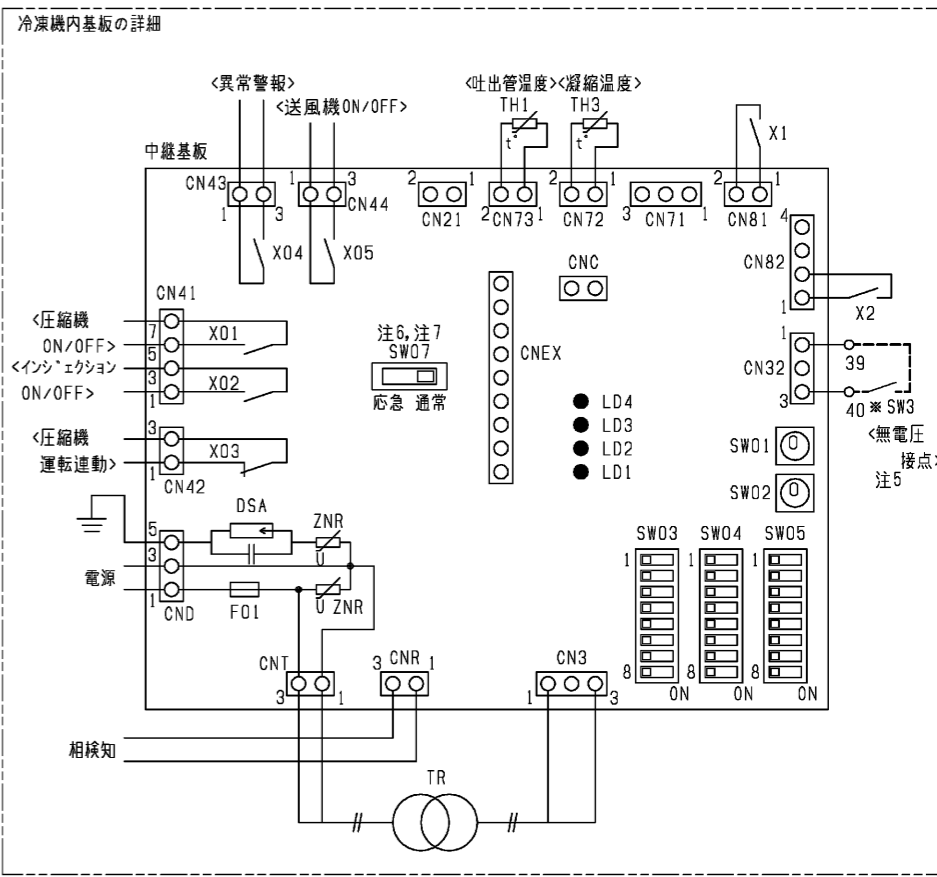 冷凍機内基板の詳細
<異常警報>
<送風機ON/OFF>
<吐出管温度><凝縮温度>
TH1 TH3
t° t°
X1
中継基板
CN43 1 3
1 3 CN44
2 1 CN21
2 1 CN73
2 1 CN72
3 1 CN71
2 1 CN81
X04 X05
4 CN82 1
X2
CNC
CNEX
CN41
<圧縮機
ON/OFF>
7 X01
5
<インジェクション
ON/OFF>
3 X02
1
注6,注7
SW07
応急 通常
1 CN32 3
39
40 ※SW3
<無電圧
接点>
注5
LD4
LD3
LD2
LD1
SW01
SW02
<圧縮機
運転連動>
3 X03
1
CN42
DSA
ZNR
U
5
3
1
電源
CND
F01
U ZNR
SW03 SW04 SW05
1 1 1
8 8 8
ON ON ON
CNT 3 1
3 CNR 1
CN3 1 3
相検知
TR